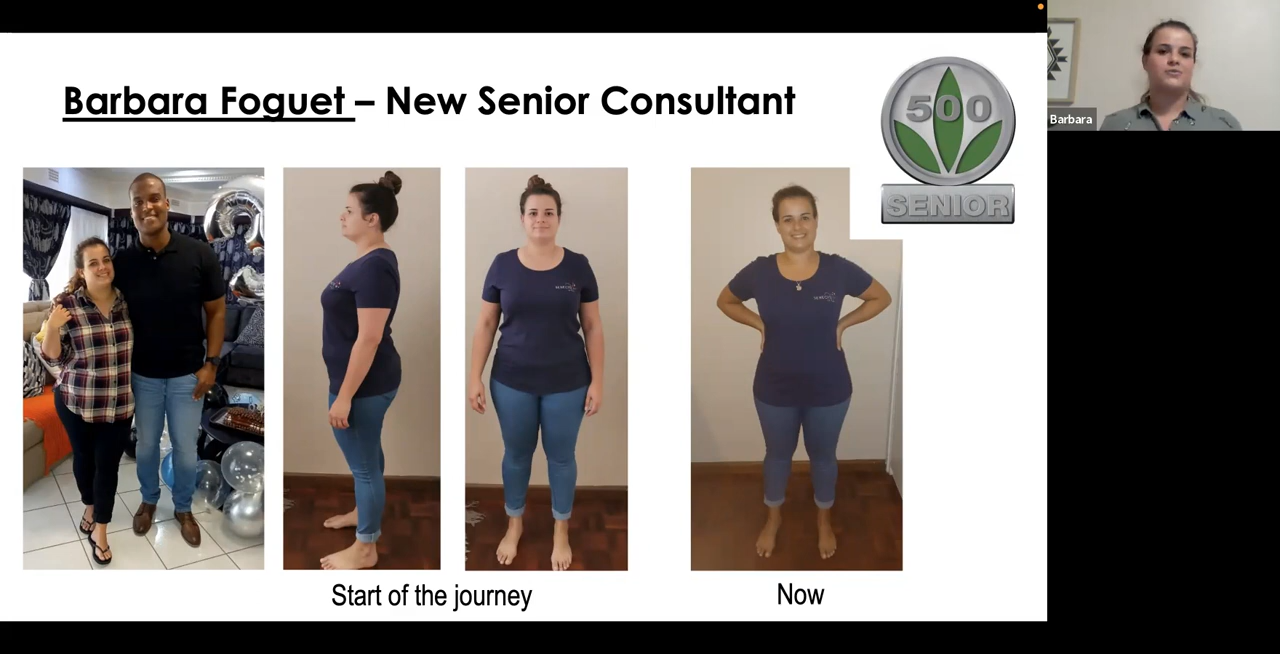 Barbara Foguet – New Senior Consultant
500
SENIOR
Barbara
Start of the journey
Now